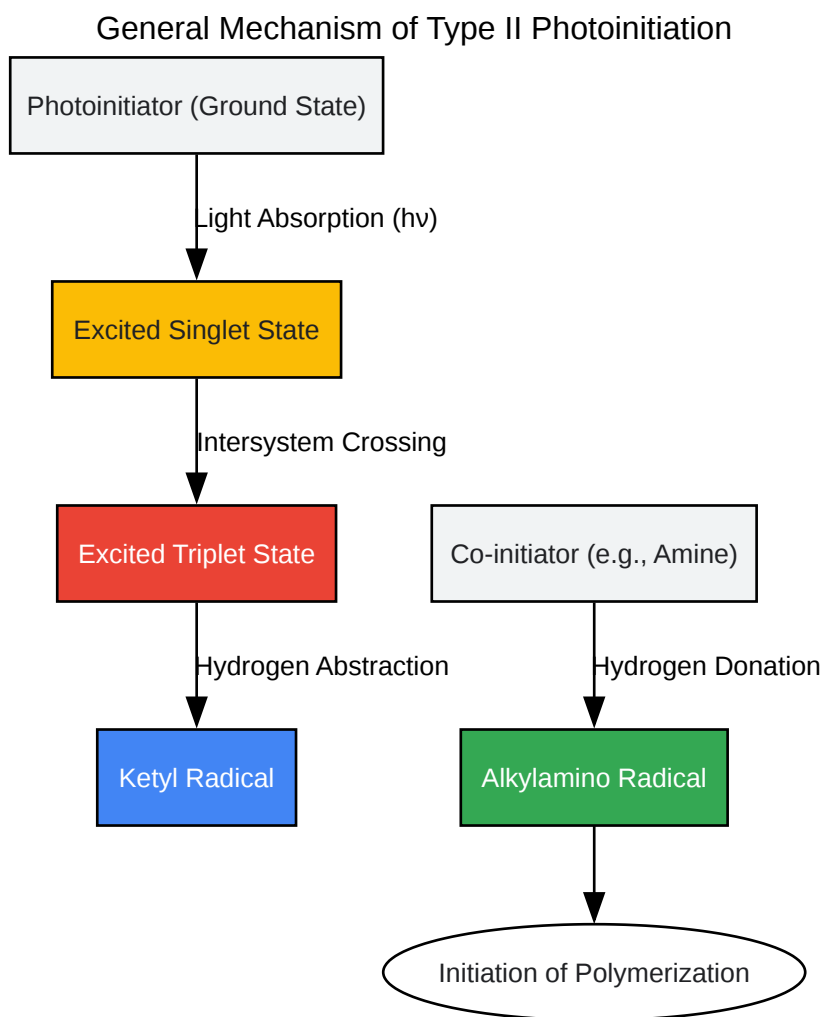 General Mechanism of Type II Photoinitiation
Photoinitiator (Ground State)
Light Absorption (hν)
Excited Singlet State
Intersystem Crossing
Excited Triplet State
Co-initiator (e.g., Amine)
Hydrogen Abstraction
Hydrogen Donation
Ketyl Radical
Alkylamino Radical
Initiation of Polymerization